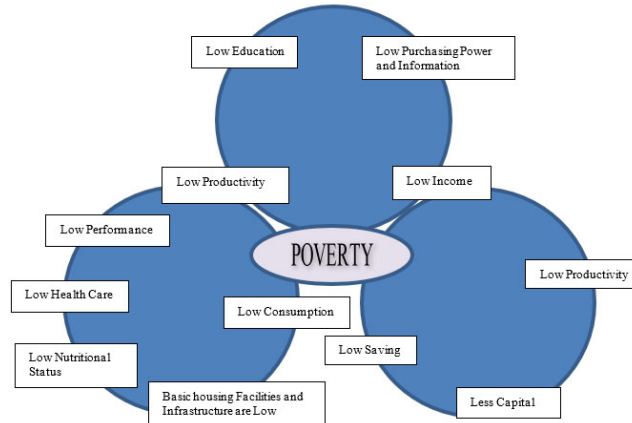 Low Education
Low Purchasing Power
and Information
Low Productivity
Low Income
Low Performance
POVERTY
Low Productivity
Low Health Care
Low Consumption
Low Saving
Low Nutritional
Status
Basic housing Facilities and
Infrastructure are Low
Less Capital